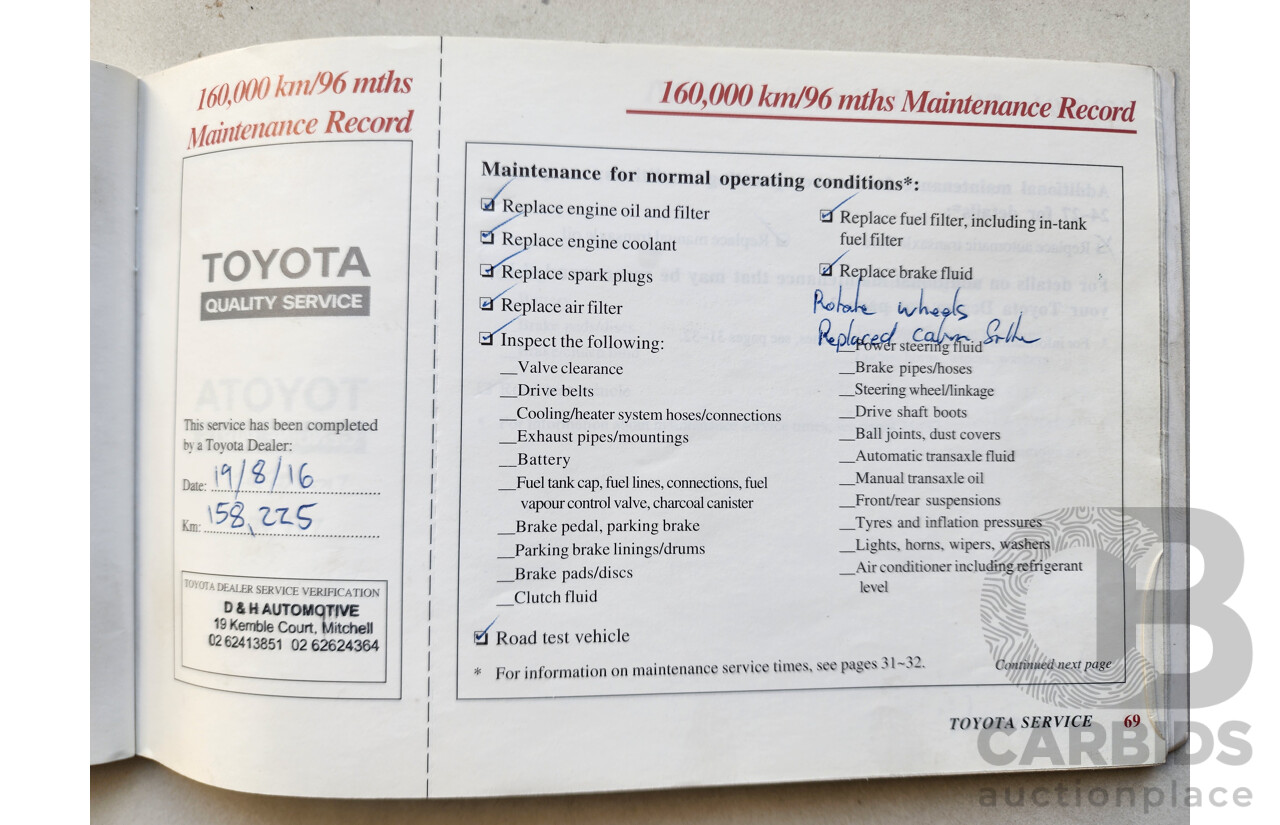 160,000 km/96 mths
Maintenance Record
TOYOTA
QUALITY SERVICE
This service has been completed
by a Toyota Dealer:
Date: 19/8/16
Km: 158,225
TOYOTA DEALER SERVICE VERIFICATION
D & H AUTOMOTIVE
19 Kemble Court, Mitchell
02 62413851 02 62624364
160,000 km/96 mths Maintenance Record
Maintenance for normal operating conditions*:
Replace engine oil and filter
Replace engine coolant
Replace spark plugs
Replace air filter
Inspect the following:
__Valve clearance
__Drive belts
__Cooling/heater system hoses/connections
__Exhaust pipes/mountings
__Battery
__Fuel tank cap, fuel lines, connections, fuel
vapour control valve, charcoal canister
__Brake pedal, parking brake
__Parking brake linings/drums
__Brake pads/discs
__Clutch fluid
Road test vehicle
Replace fuel filter, including in-tank
fuel filter
Replace brake fluid
Rotate wheels
Replaced cabin
__Power steering fluid
__Brake pipes/hoses
__Steering wheel/linkage
__Drive shaft boots
__Ball joints, dust covers
__Automatic transaxle fluid
__Manual transaxle oil
__Front/rear suspensions
__Tyres and inflation pressures
__Lights, horns, wipers, washers
__Air conditioner including refrigerant
level
* For information on maintenance service times, see pages 31~32.
Continued next page
TOYOTA SERVICE 69
CARBIDS
auctionplace